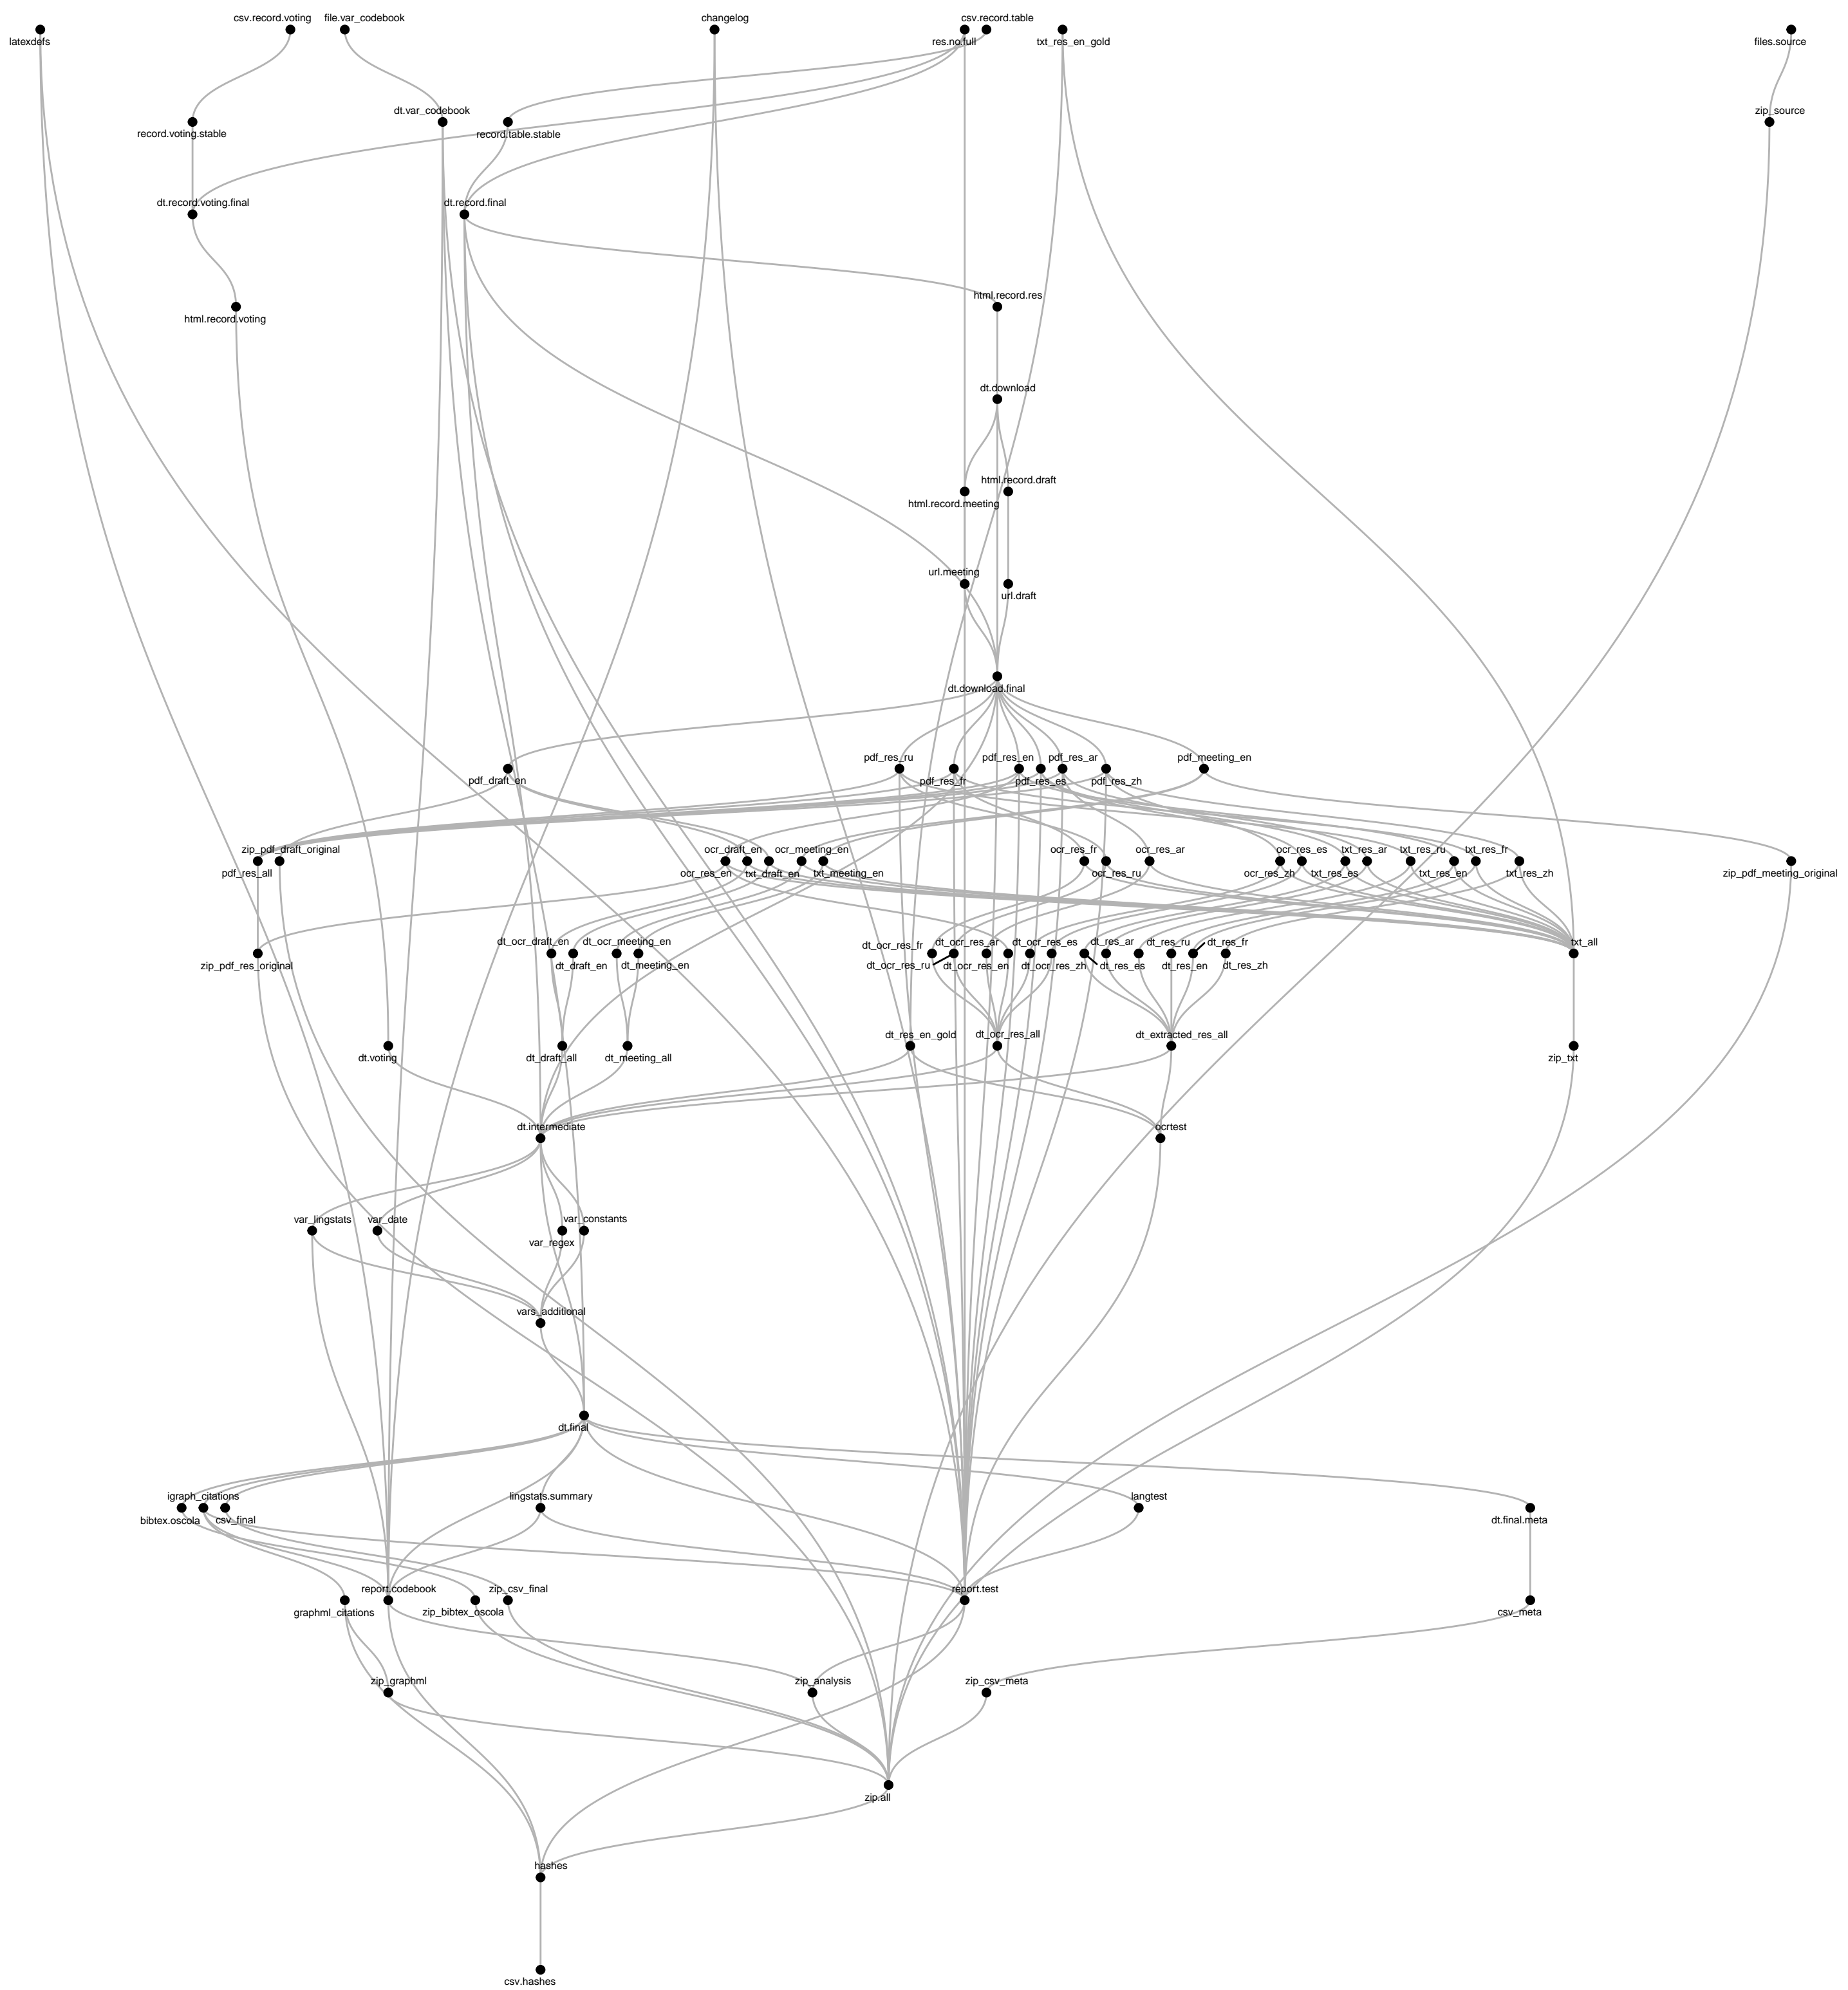 csv.record.voting
file.var_codebook
changelog
csv.record.table
latexdefs
res.no.full
txt_res_en_gold
files.source
dt.var_codebook
zip_source
record.voting.stable
record.table.stable
dt.record.voting.final
dt.record.final
html.record.res
html.record.voting
dt.download
html.record.draft
html.record.meeting
url.meeting
url.draft
dt.download.final
pdf_res_ru
pdf_res_en
pdf_res_ar
pdf_meeting_en
pdf_draft_en
pdf_res_fr
pdf_res_es
pdf_res_zh
zip_pdf_draft_original
ocr_draft_en
ocr_meeting_en
ocr_res_fr
ocr_res_ar
ocr_res_es
txt_res_ar
txt_res_ru
txt_res_fr
pdf_res_all
ocr_res_en
txt_draft_en
txt_meeting_en
ocr_res_ru
ocr_res_zh
txt_res_es
txt_res_en
txt_res_zh
zip_pdf_meeting_original
dt_ocr_draft_en
dt_ocr_meeting_en
dt_ocr_res_fr
dt_ocr_res_ar
dt_ocr_res_es
dt_res_ar
dt_res_ru
dt_res_fr
txt_all
zip_pdf_res_original
dt_draft_en
dt_meeting_en
dt_ocr_res_ru
dt_ocr_res_en
dt_ocr_res_zh
dt_res_es
dt_res_en
dt_res_zh
dt_res_en_gold
dt_ocr_res_all
dt_extracted_res_all
dt.voting
dt_draft_all
dt_meeting_all
zip_txt
dt.intermediate
ocrtest
var_lingstats
var_date
var_constants
var_regex
vars_additional
dt.final
igraph_citations
lingstats.summary
langtest
bibtex.oscola
csv_final
dt.final.meta
report.codebook
zip_csv_final
report.test
graphml_citations
zip_bibtex_oscola
csv_meta
zip_graphml
zip_analysis
zip_csv_meta
zip.all
hashes
csv.hashes